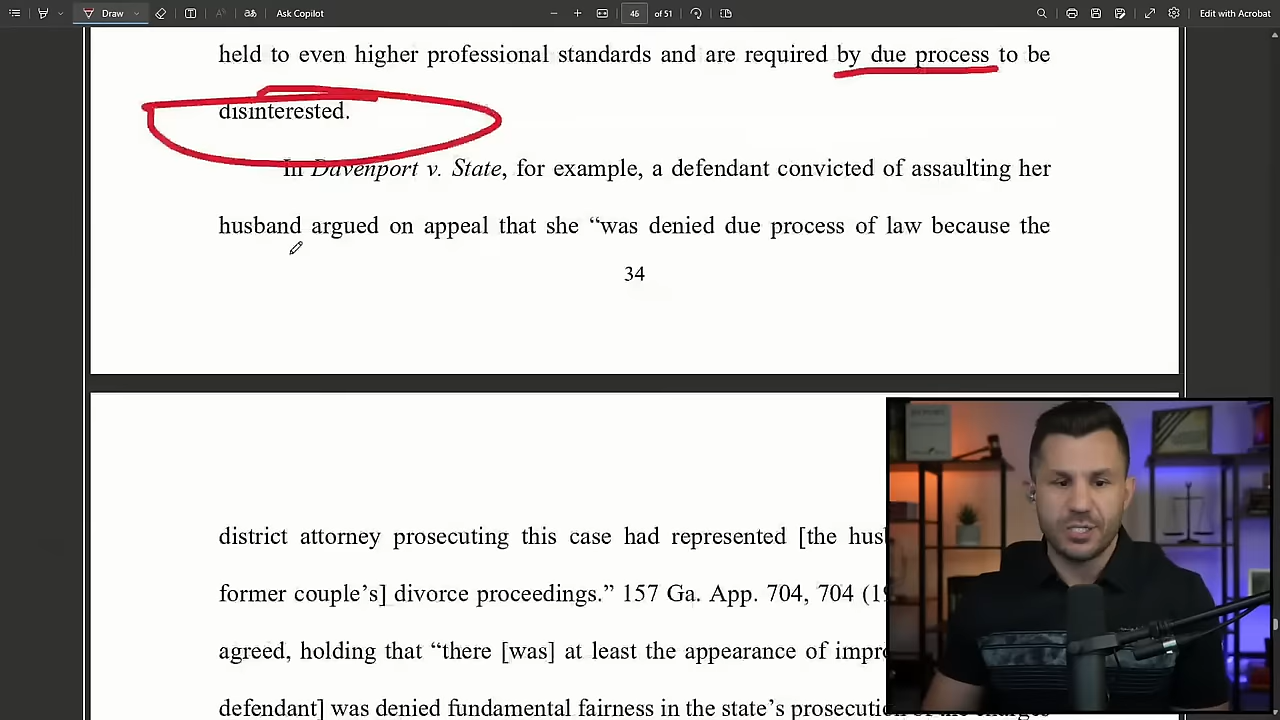 Draw
Ask Copilot
46 of 51
Edit with Acrobat
held to even higher professional standards and are required by due process to be
disinterested.
In Davenport v. State, for example, a defendant convicted of assaulting her
husband argued on appeal that she “was denied due process of law because the
34
district attorney prosecuting this case had represented [the
former couple’s] divorce proceedings.” 157 Ga. App. 704, 704
agreed, holding that “there [was] at least the appearance of
defendant] was denied fundamental fairness in the state’s